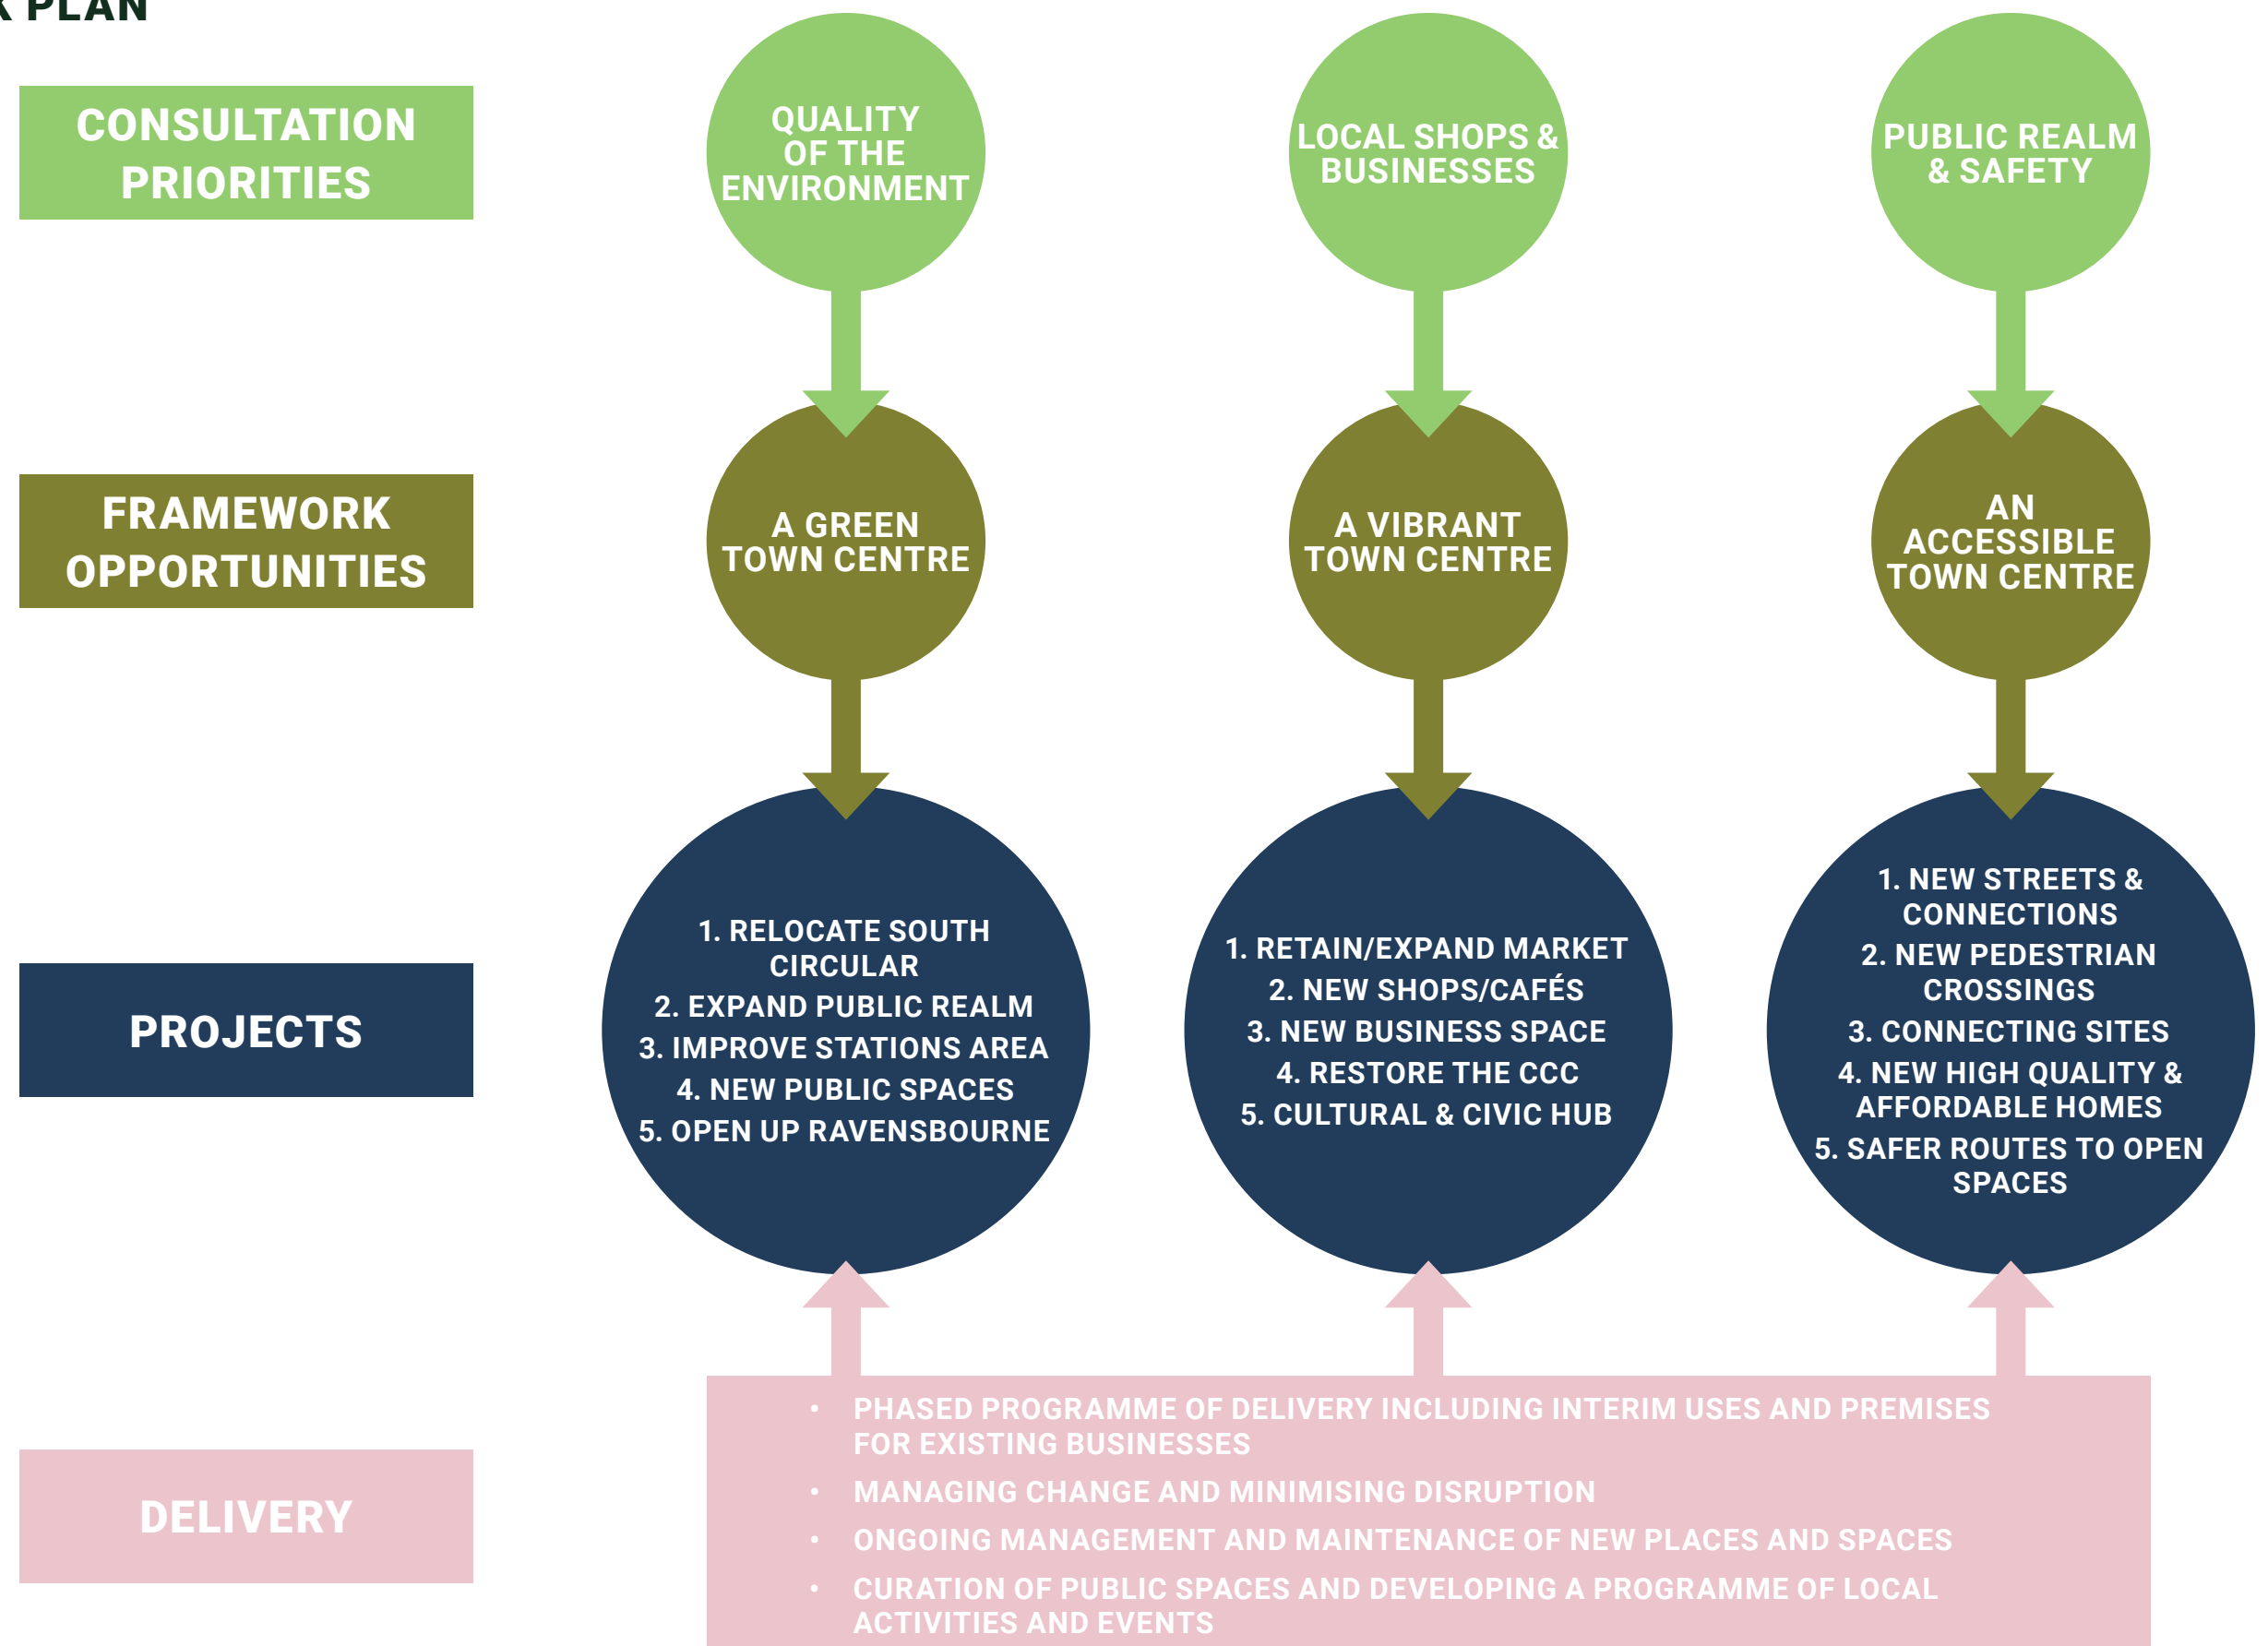 PLAN
CONSULTATION
PRIORITIES
QUALITY
OF THE
ENVIRONMENT
LOCAL SHOPS &
BUSINESSES
PUBLIC REALM
& SAFETY
FRAMEWORK
OPPORTUNITIES
A GREEN
TOWN CENTRE
A VIBRANT
TOWN CENTRE
AN
ACCESSIBLE
TOWN CENTRE
PROJECTS
1. RELOCATE SOUTH
CIRCULAR
2. EXPAND PUBLIC REALM
3. IMPROVE STATIONS AREA
4. NEW PUBLIC SPACES
5. OPEN UP RAVENSBOURNE
1. RETAIN/EXPAND MARKET
2. NEW SHOPS/CAFÉS
3. NEW BUSINESS SPACE
4. RESTORE THE CCC
5. CULTURAL & CIVIC HUB
1. NEW STREETS &
CONNECTIONS
2. NEW PEDESTRIAN
CROSSINGS
3. CONNECTING SITES
4. NEW HIGH QUALITY &
AFFORDABLE HOMES
5. SAFER ROUTES TO OPEN
SPACES
DELIVERY
• PHASED PROGRAMME OF DELIVERY INCLUDING INTERIM USES AND PREMISES
FOR EXISTING BUSINESSES
• MANAGING CHANGE AND MINIMISING DISRUPTION
• ONGOING MANAGEMENT AND MAINTENANCE OF NEW PLACES AND SPACES
• CURATION OF PUBLIC SPACES AND DEVELOPING A PROGRAMME OF LOCAL
ACTIVITIES AND EVENTS